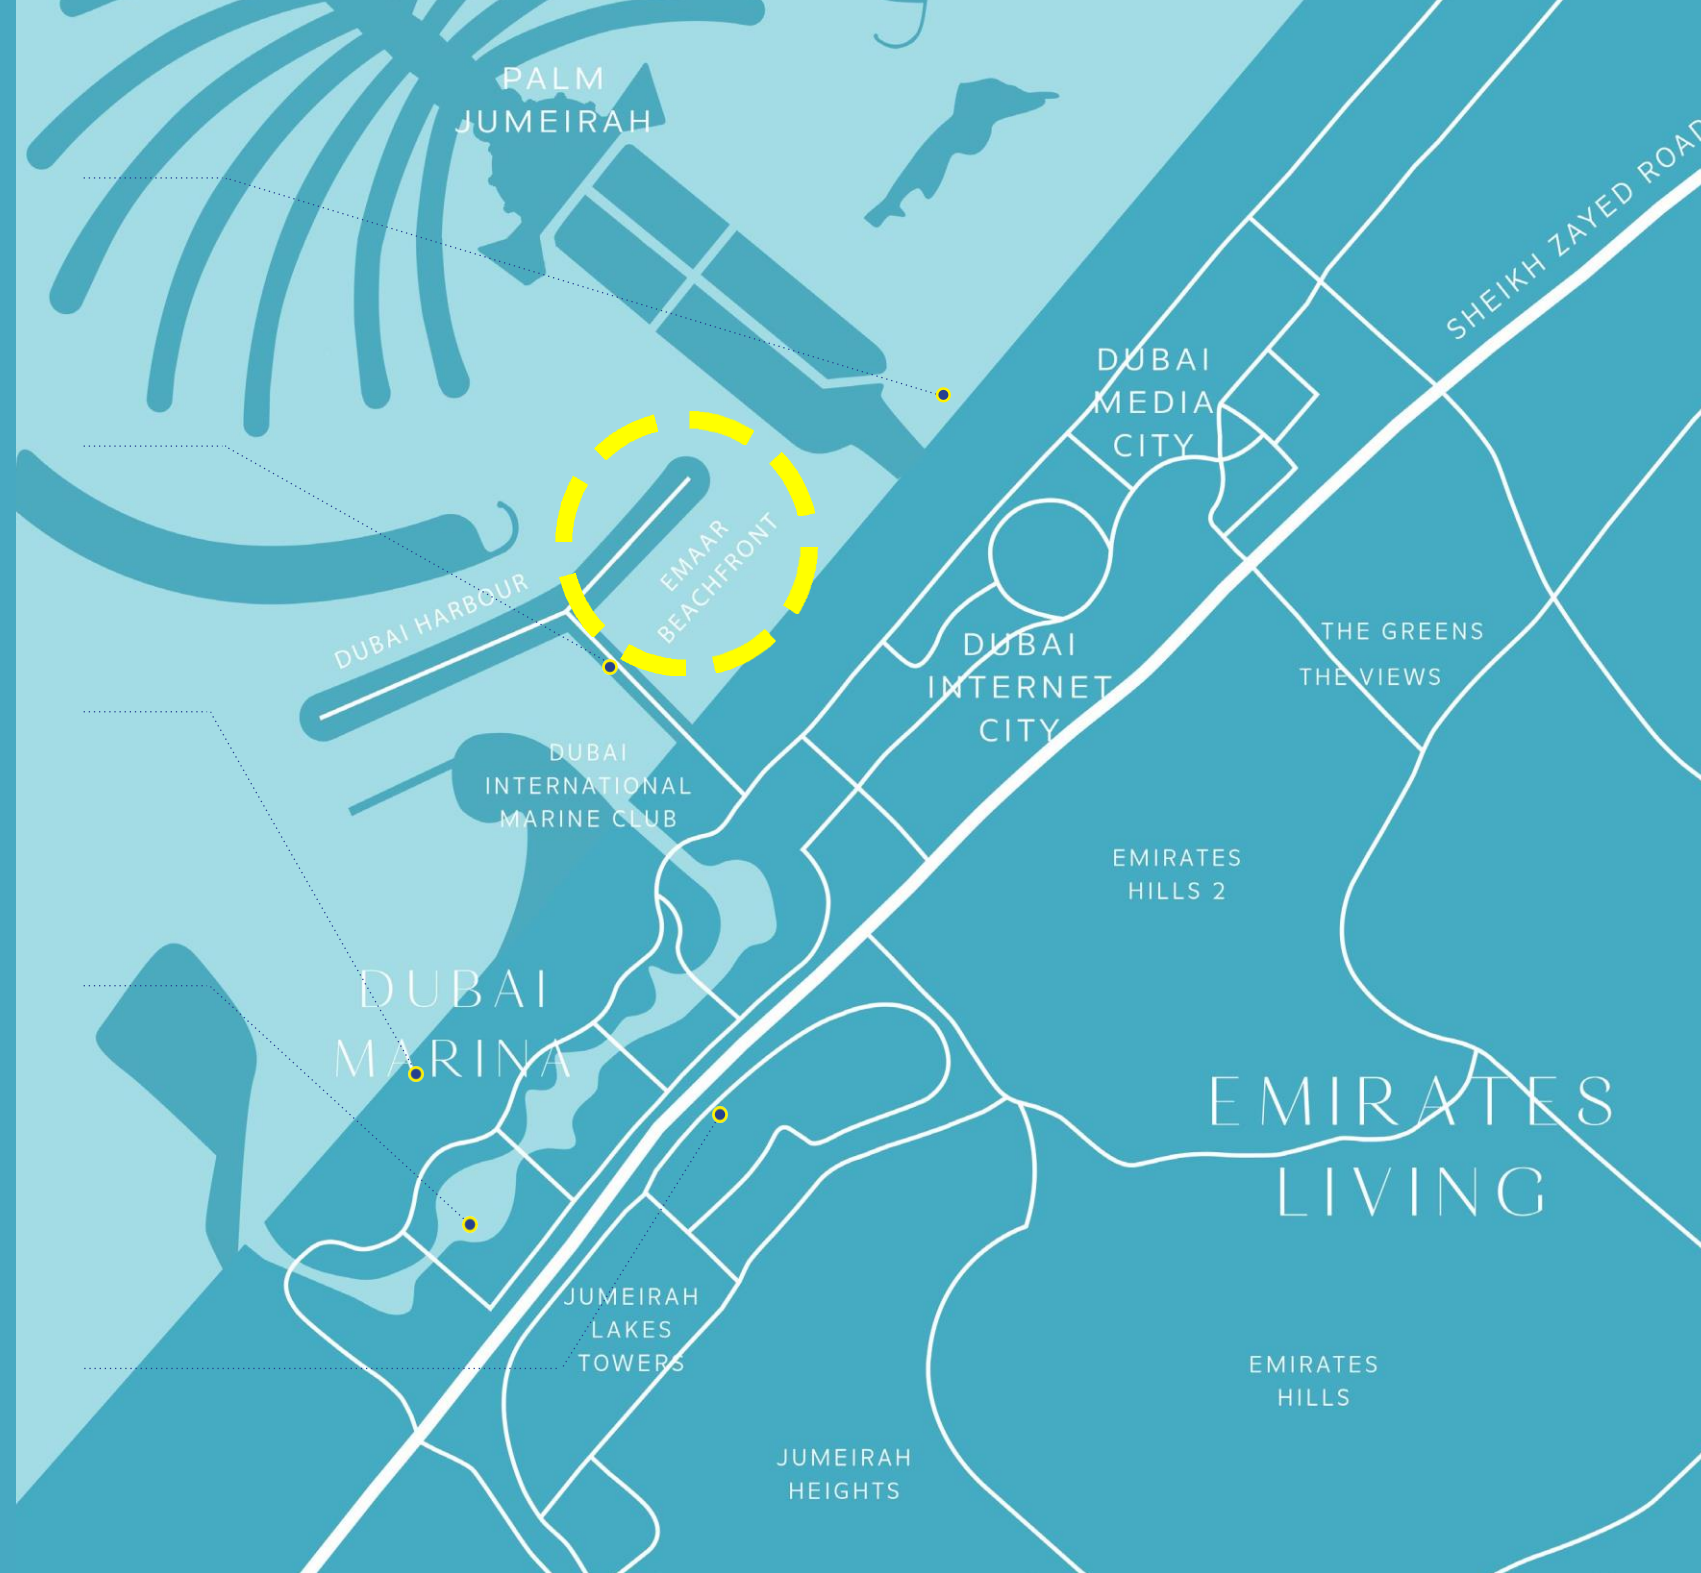 PALM
JUMEIRAH
SHEIKH ZAYED ROAD
DUBAI
MEDIA
CITY
EMAAR
BEACHFRONT
DUBAI HARBOUR
THE GREENS
THE VIEWS
DUBAI
INTERNET
CITY
DUBAI
INTERNATIONAL
MARINE CLUB
EMIRATES
HILLS 2
DUBAI
MARINA
EMIRATES
LIVING
JUMEIRAH
LAKES
TOWERS
EMIRATES
HILLS
JUMEIRAH
HEIGHTS